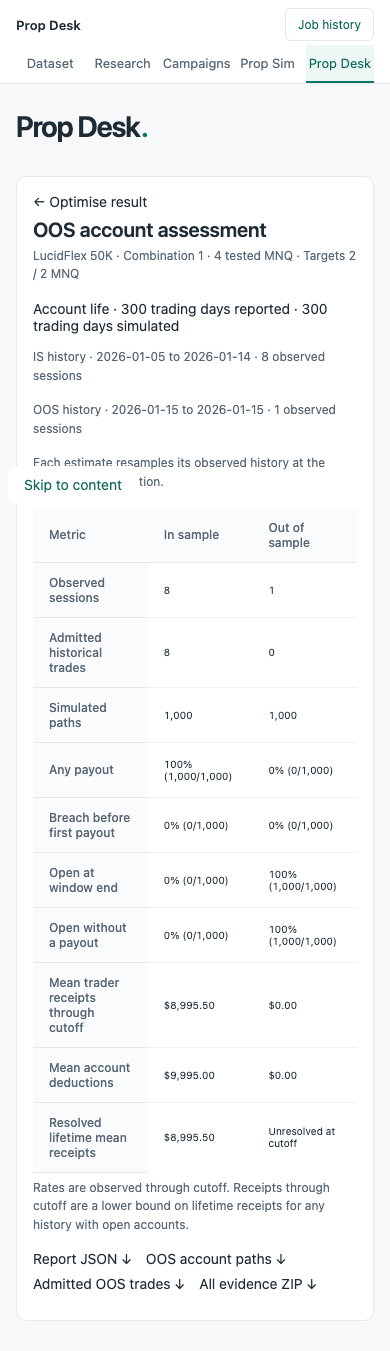 Prop Desk
Job history
Dataset
Research
Campaigns
Prop Sim
Prop Desk
Prop Desk.
← Optimise result
OOS account assessment
LucidFlex 50K · Combination 1 · 4 tested MNQ · Targets 2
/ 2 MNQ
Account life · 300 trading days reported · 300
trading days simulated
IS history · 2026-01-05 to 2026-01-14 · 8 observed
sessions
OOS history · 2026-01-15 to 2026-01-15 · 1 observed
sessions
Each estimate resamples its observed history at the
Skip to content
tion.
Metric
In sample
Out of
sample
Observed
sessions
8
1
Admitted
historical
trades
8
0
Simulated
paths
1,000
1,000
Any payout
100%
(1,000/1,000)
0% (0/1,000)
Breach before
first payout
0% (0/1,000)
0% (0/1,000)
Open at
window end
0% (0/1,000)
100%
(1,000/1,000)
Open without
a payout
0% (0/1,000)
100%
(1,000/1,000)
Mean trader
receipts
through
cutoff
$8,995.50
$0.00
Mean account
deductions
$9,995.00
$0.00
Resolved
lifetime mean
receipts
$8,995.50
Unresolved at
cutoff
Rates are observed through cutoff. Receipts through
cutoff are a lower bound on lifetime receipts for any
history with open accounts.
Report JSON ↓
OOS account paths ↓
Admitted OOS trades ↓
All evidence ZIP ↓